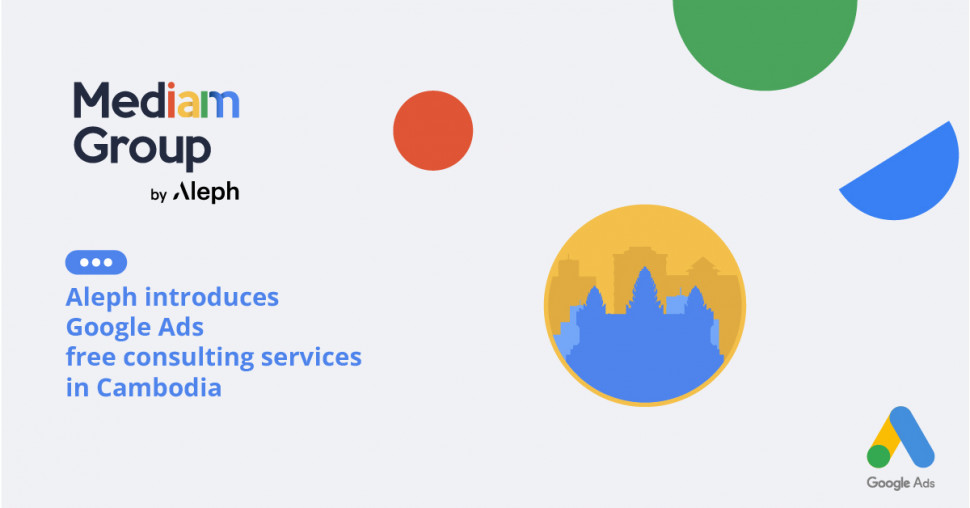 Mediam
Group
by Aleph
Aleph introduces
Google Ads
free consulting services
in Cambodia
Google Ads